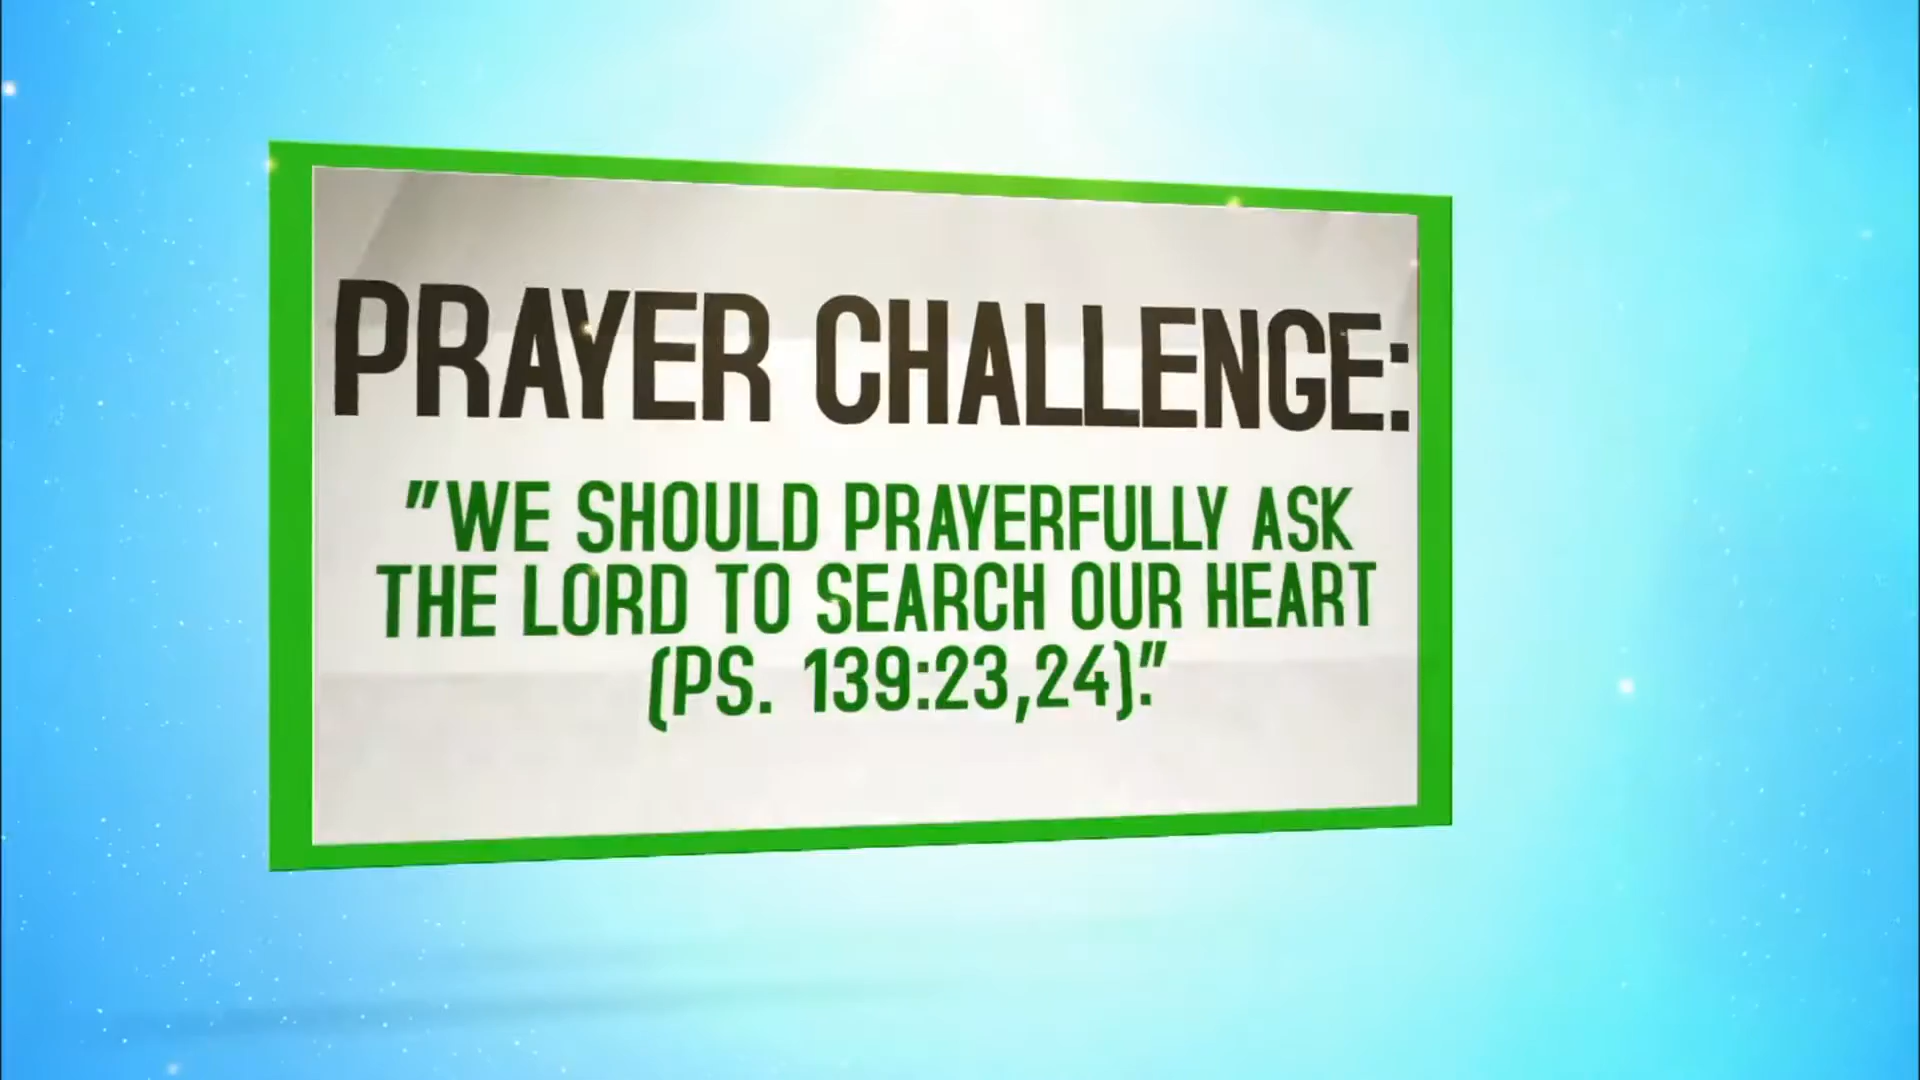 PRAYER CHALLENGE:
"WE SHOULD PRAYERFULLY ASK
THE LORD TO SEARCH OUR HEART
(PS. 139:23,24)."